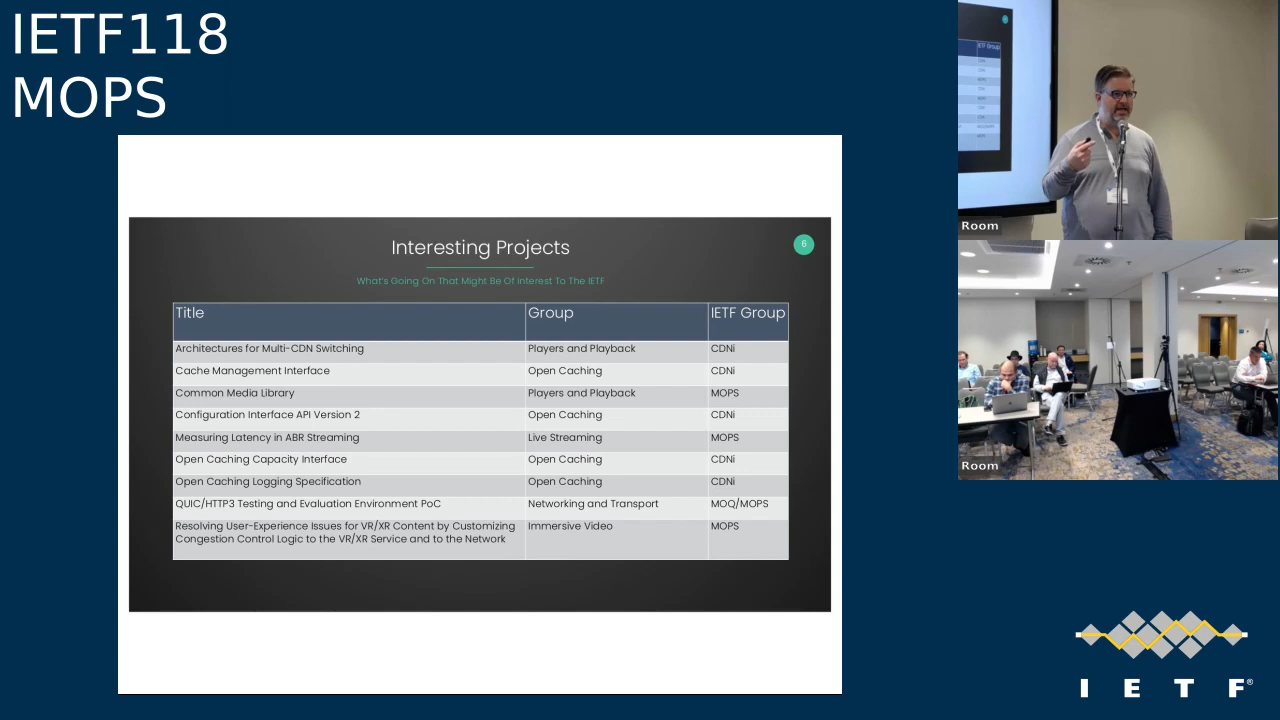 IETF118
MOPS
Interesting Projects
6
What's Going On That Might Be Of Interest To The IETF
Title Group IETF Group
Architectures for Multi-CDN Switching Players and Playback CDNi
Cache Management Interface Open Caching CDNi
Common Media Library Players and Playback MOPS
Configuration Interface API Version 2 Open Caching CDNi
Measuring Latency in ABR Streaming Live Streaming MOPS
Open Caching Capacity Interface Open Caching CDNi
Open Caching Logging Specification Open Caching CDNi
QUIC/HTTP3 Testing and Evaluation Environment PoC Networking and Transport MOQ/MOPS
Resolving User-Experience Issues for VR/XR Content by Customizing Immersive Video MOPS
Congestion Control Logic to the VR/XR Service and to the Network
IETF Group
Room
Room
I E T F®